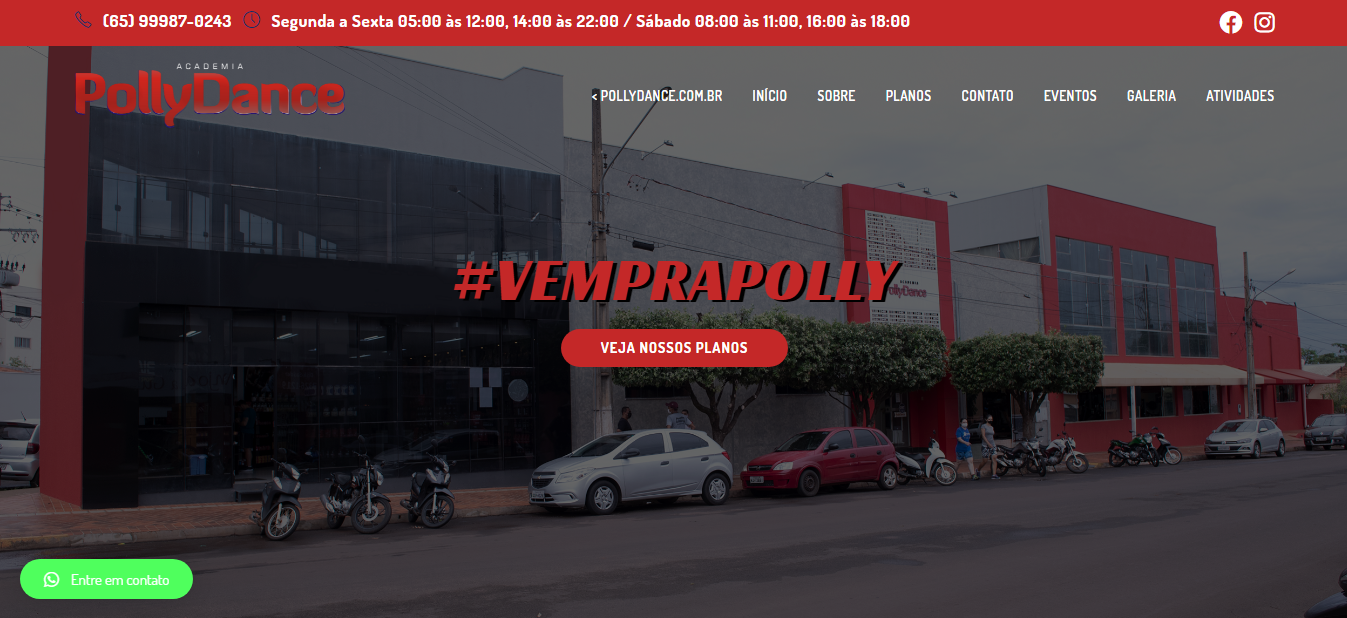 (65) 99987-0243 Segunda a Sexta 05:00 às 12:00, 14:00 às 22:00 / Sábado 08:00 às 11:00, 16:00 às 18:00
ACADEMIA
PollyDance
< POLLYDANCE.COM.BR INÍCIO SOBRE PLANOS CONTATO EVENTOS GALERIA ATIVIDADES
#VEMPRAPOLLY
PollyDance
VEJA NOSSOS PLANOS
Entre em contato